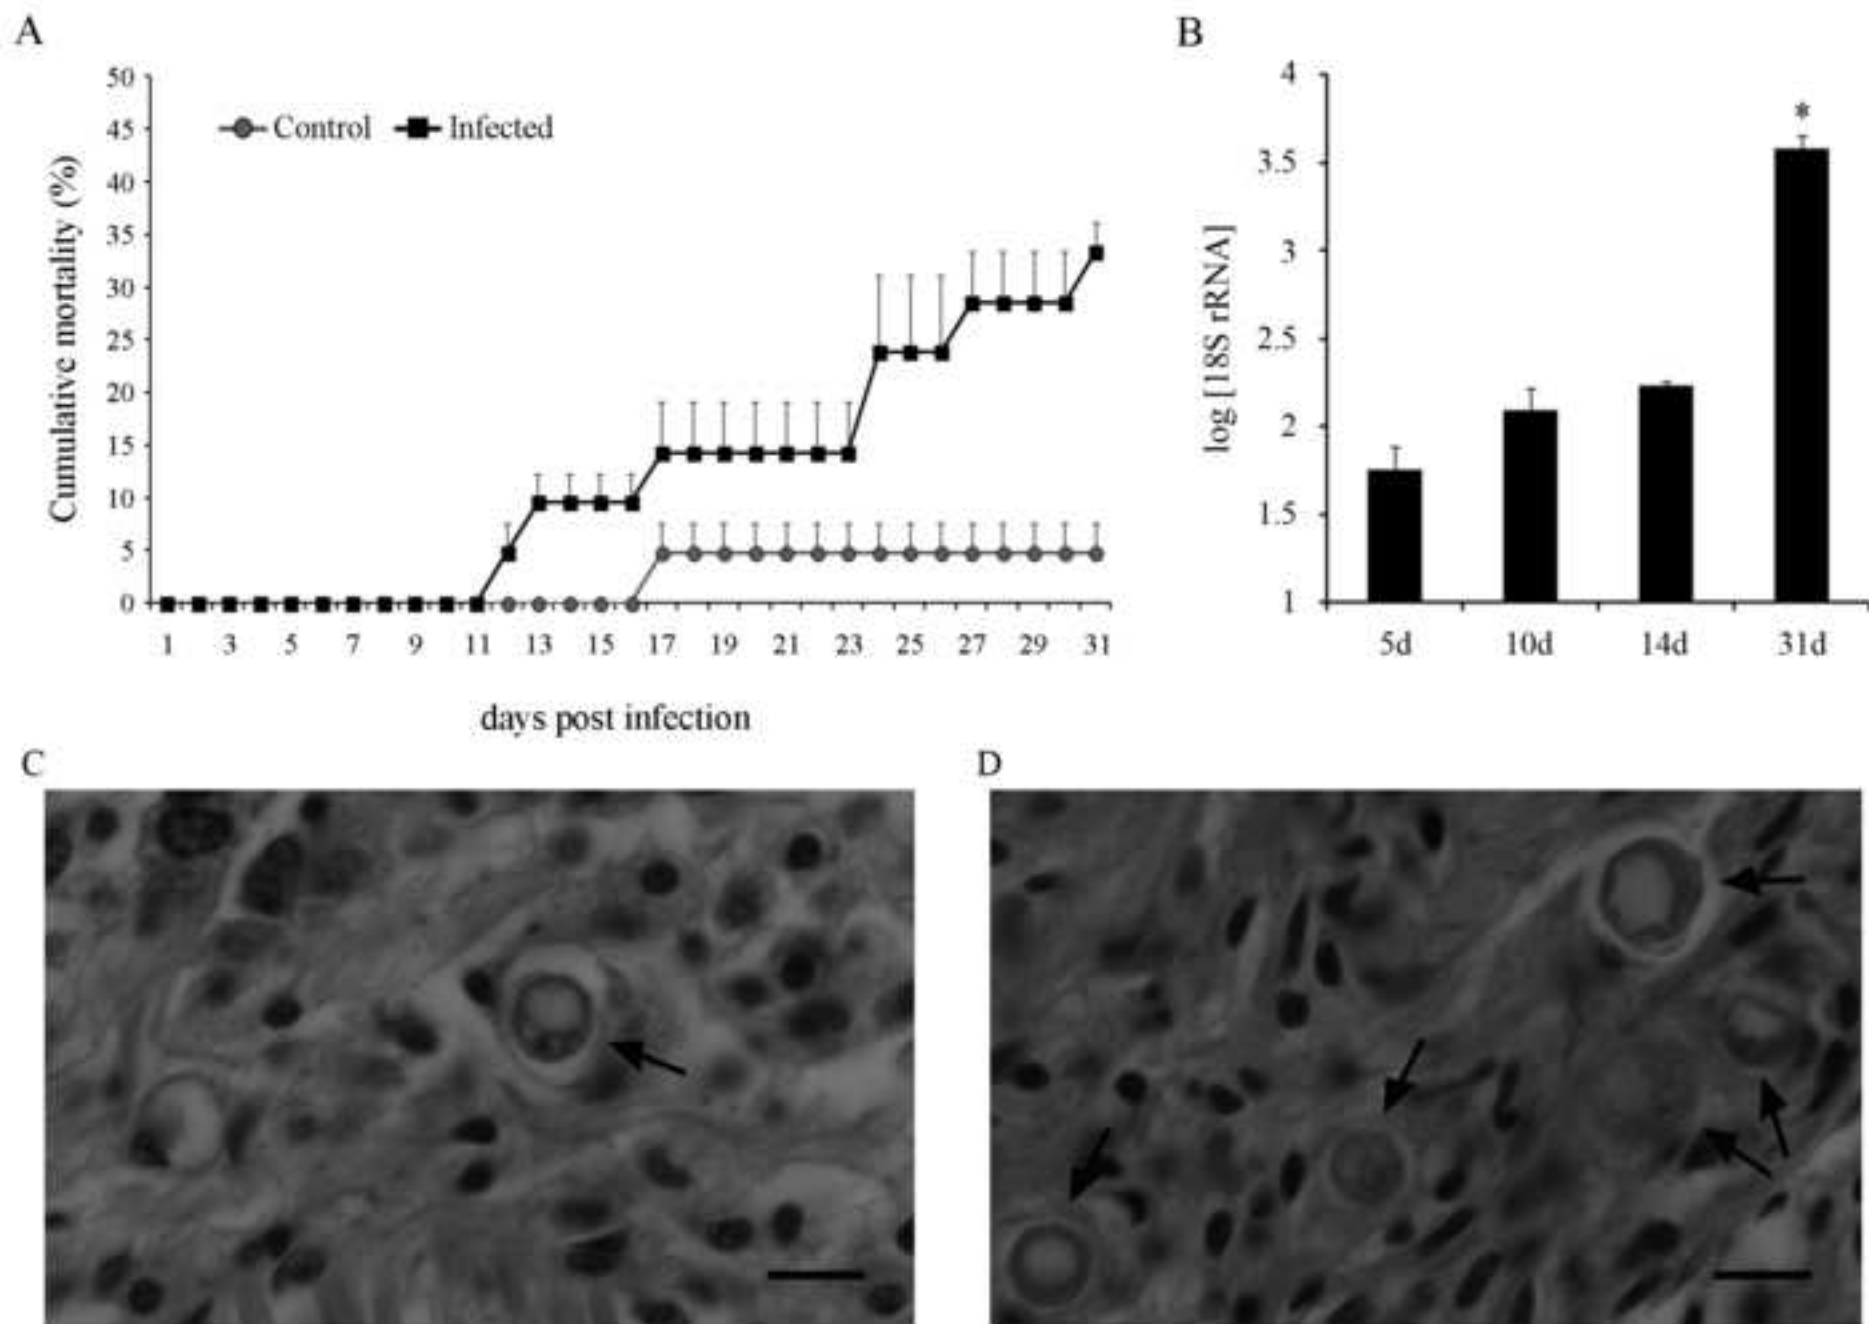 A
50
45
40
35
30
25
20
15
10
5
0
Cumulative mortality (%)
Control Infected
1 3 5 7 9 11 13 15 17 19 21 23 25 27 29 31
days post infection
B
4
3.5
3
2.5
2
1.5
1
log [18S rRNA]
*
5d 10d 14d 31d
C
D